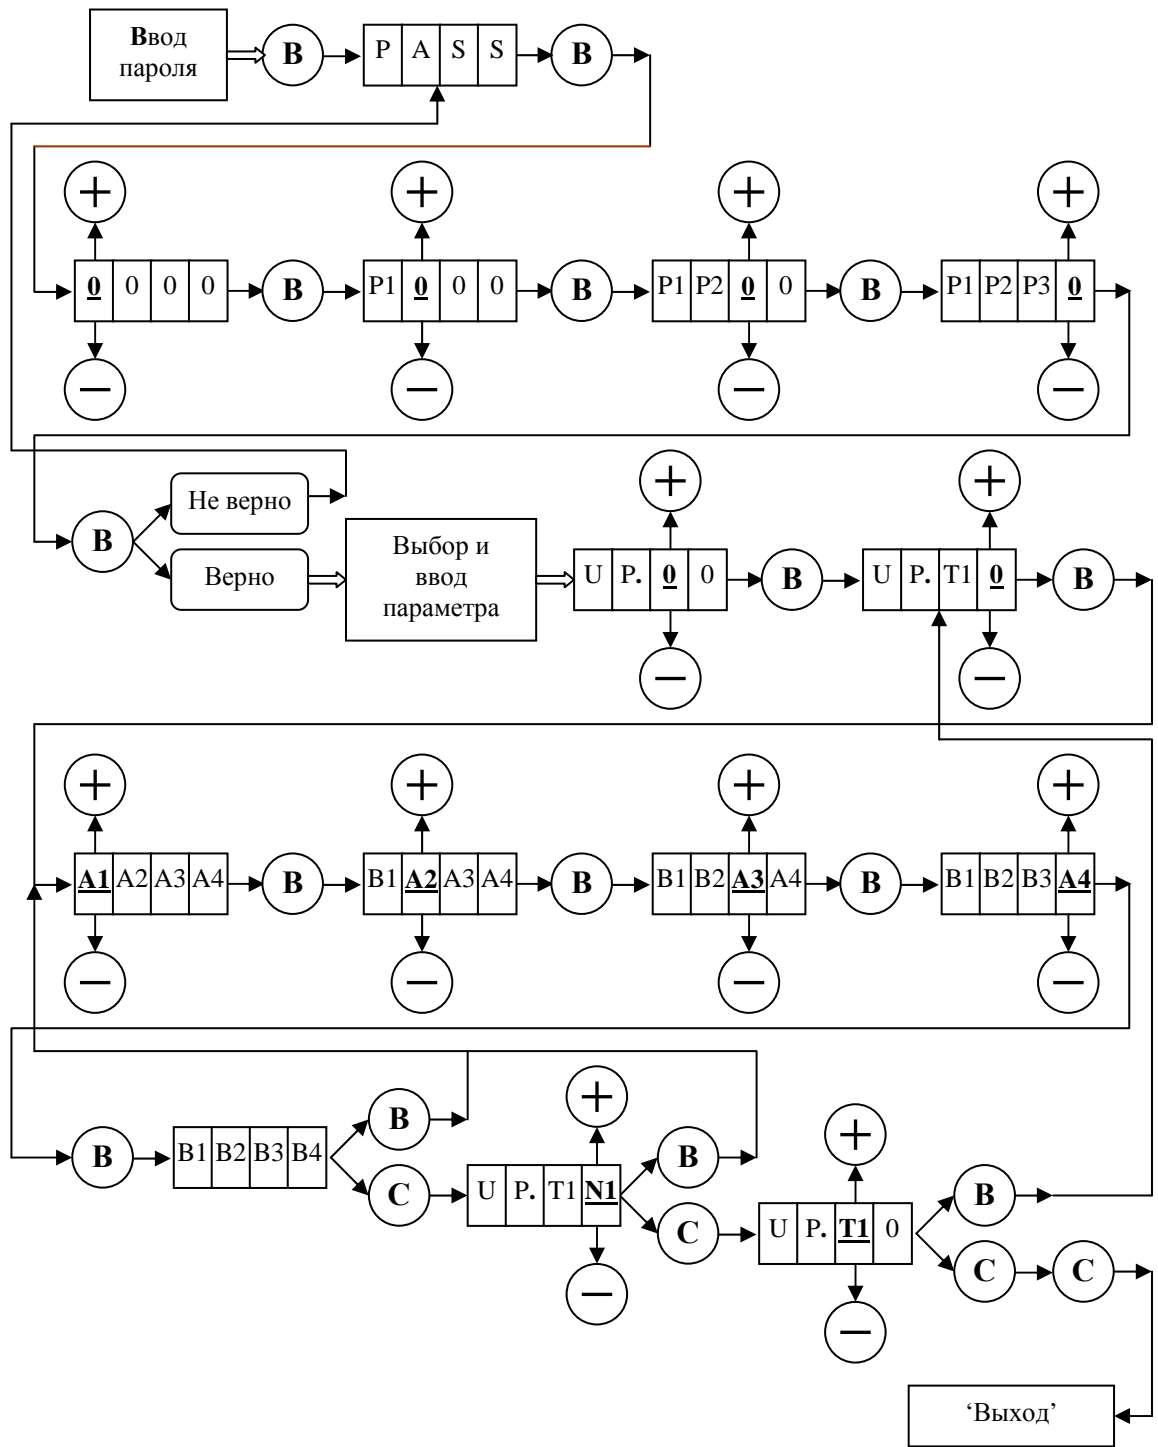 Ввод
пароля
В
P A S S
В
+ + + +
0 0 0 0
В
P1 0 0 0
В
P1 P2 0 0
В
P1 P2 P3 0
— — — —
Не верно
В
Верно
Выбор и
ввод
параметра
+ +
U P. 0 0
В
U P. T1 0
В
— —
+ + + +
A1 A2 A3 A4
В
B1 A2 A3 A4
В
B1 B2 A3 A4
В
B1 B2 B3 A4
— — — —
В
B1 B2 B3 B4
В
С
+
U P. T1 N1
—
В
С
+
U P. T1 0
—
В
С
С
‘Выход’